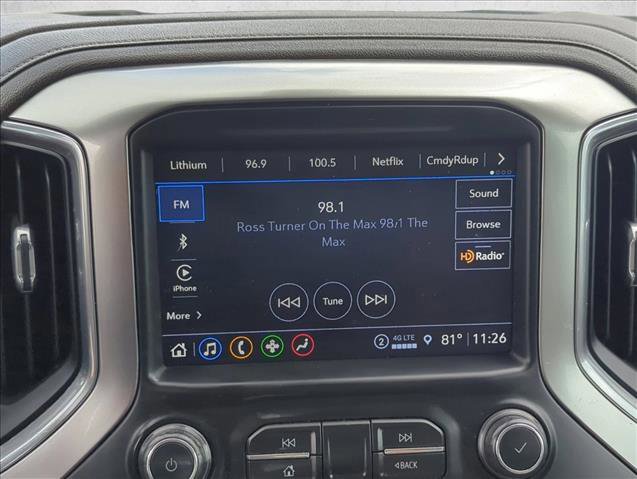 Lithium 96.9 100.5 Netflix CmdyRdup
FM
98.1
Ross Turner On The Max 98.1 The
Max
Sound
Browse
HD Radio
iPhone
Tune
More
2 4G LTE 81° 11:26
BACK